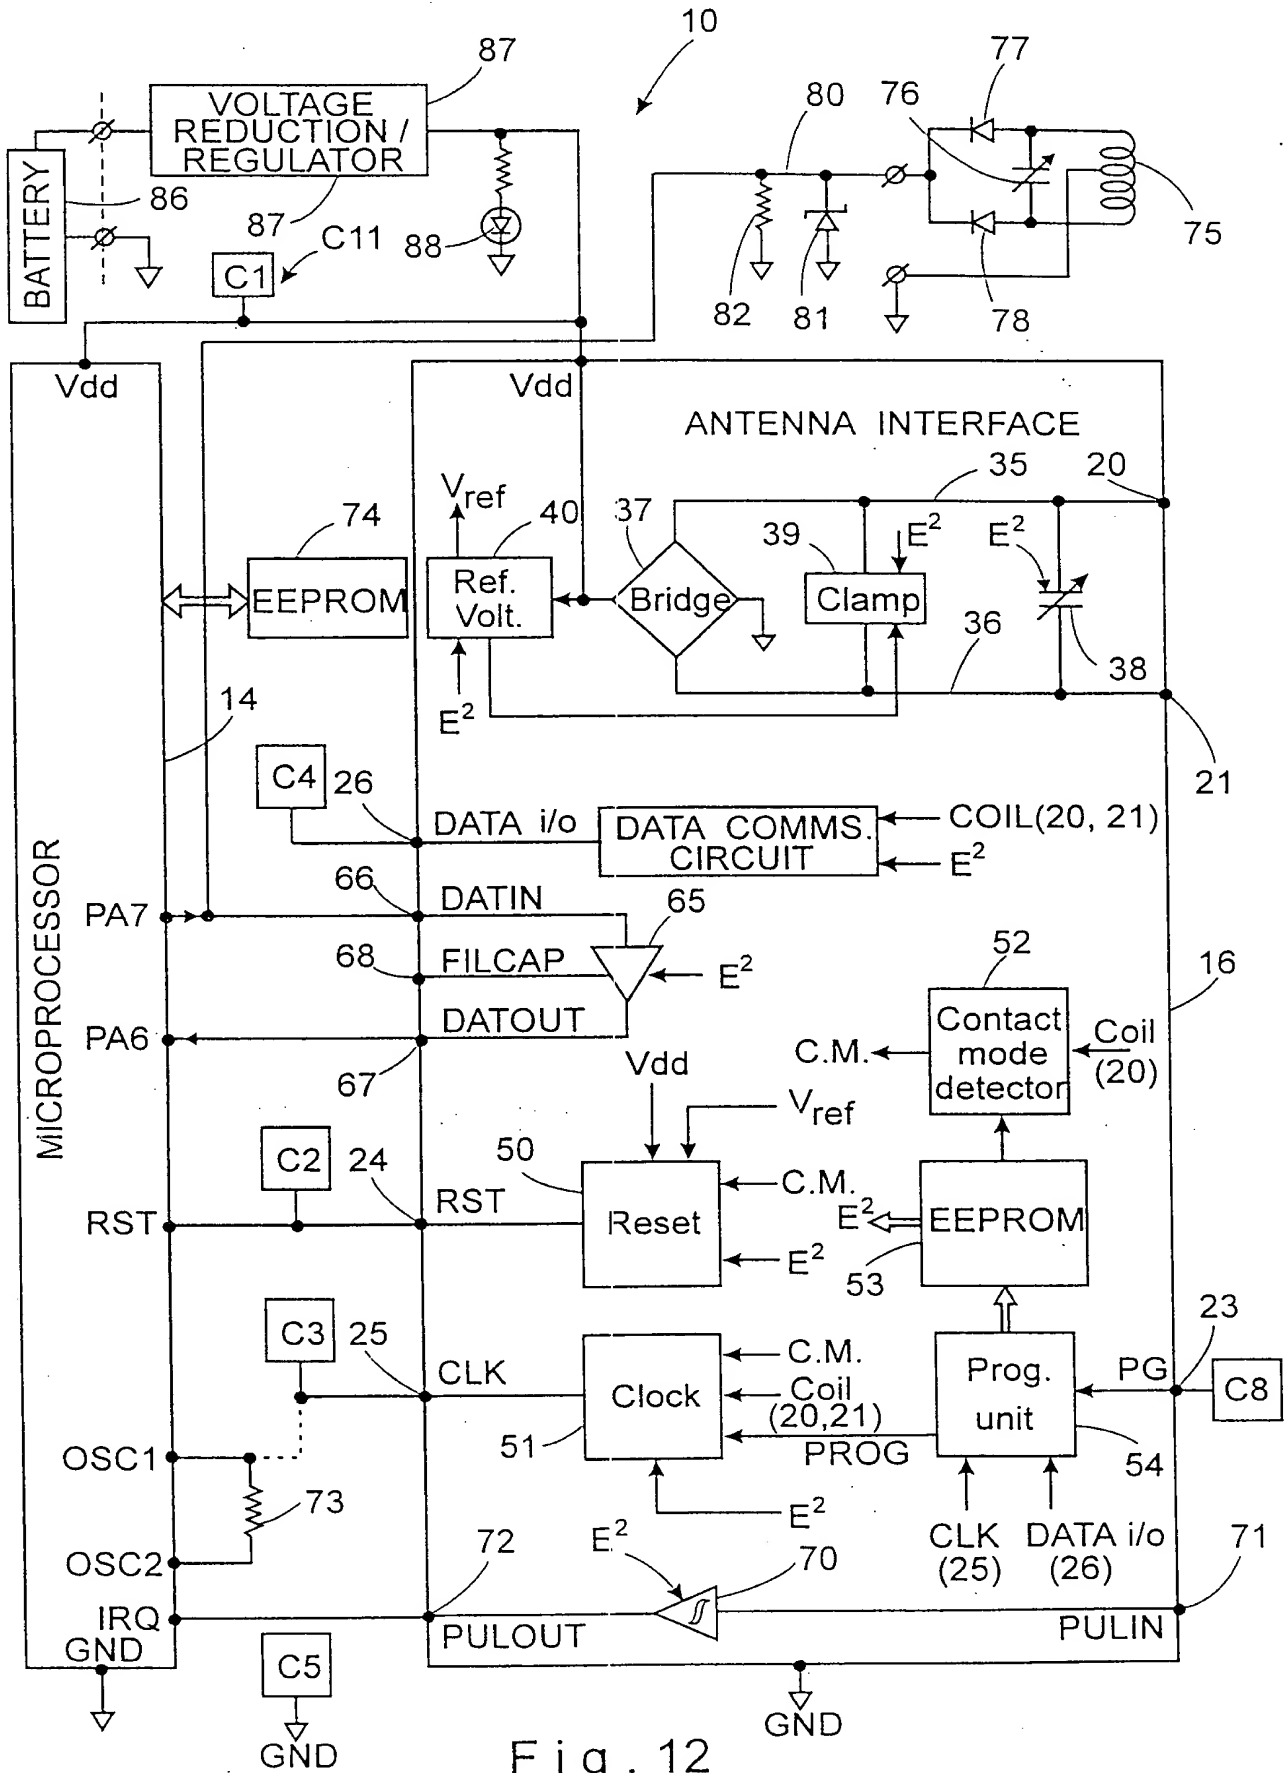 10
87
77
VOLTAGE
REDUCTION /
REGULATOR
80
76
BATTERY
86
87
C11
88
75
C1
82
81
78
Vdd
Vdd
ANTENNA INTERFACE
Vref
35
20
74
40
37
39
E²
E²
EEPROM
Ref.
Volt.
Bridge
Clamp
36
38
14
E²
21
C4
26
DATA i/o
DATA COMMS.
CIRCUIT
COIL(20, 21)
E²
MICROPROCESSOR
66
DATIN
65
PA7
68
FILCAP
E²
52
16
PA6
DATOUT
67
Contact
mode
detector
C.M.
Coil
(20)
Vdd
Vref
C2
24
50
C.M.
RST
RST
Reset
E²
EEPROM
E²
53
C3
25
23
CLK
Clock
C.M.
Coil
(20,21)
PROG
Prog.
unit
PG
C8
51
54
OSC1
73
E²
CLK
(25)
DATA i/o
(26)
OSC2
72
E²
70
71
IRQ
PULOUT
PULIN
GND
C5
GND
GND
Fig. 12